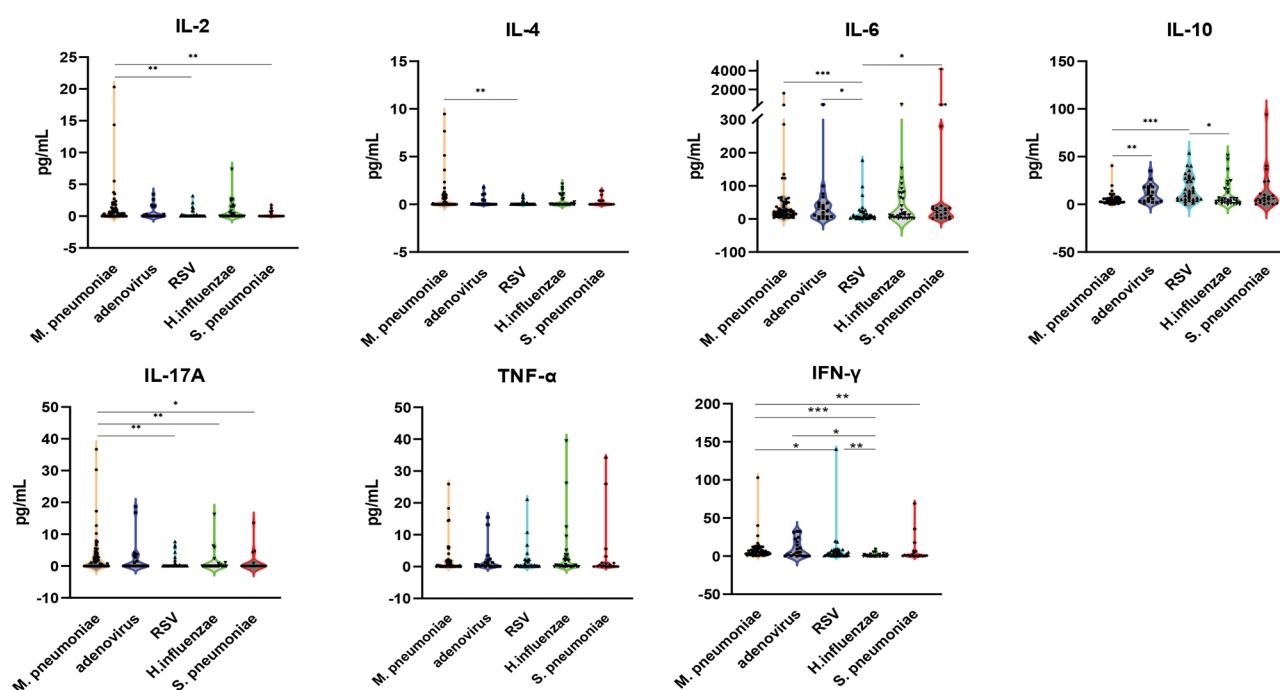 IL-2
IL-4
IL-6
IL-10
pg/mL
25
20
15
10
5
0
-5
**
**
M. pneumoniae
adenovirus
RSV
H.influenzae
S. pneumoniae
pg/mL
15
10
5
0
-5
**
M. pneumoniae
adenovirus
RSV
H.influenzae
S. pneumoniae
pg/mL
4000
2000
300
200
100
0
-100
***
*
*
M. pneumoniae
adenovirus
RSV
H.influenzae
S. pneumoniae
pg/mL
150
100
50
0
-50
***
*
**
M. pneumoniae
adenovirus
RSV
H.influenzae
S. pneumoniae
IL-17A
TNF-α
IFN-γ
pg/mL
50
40
30
20
10
0
-10
*
**
**
M. pneumoniae
adenovirus
RSV
H.influenzae
S. pneumoniae
pg/mL
50
40
30
20
10
0
-10
M. pneumoniae
adenovirus
RSV
H.influenzae
S. pneumoniae
pg/mL
200
150
100
50
0
-50
**
***
*
*
**
M. pneumoniae
adenovirus
RSV
H.influenzae
S. pneumoniae